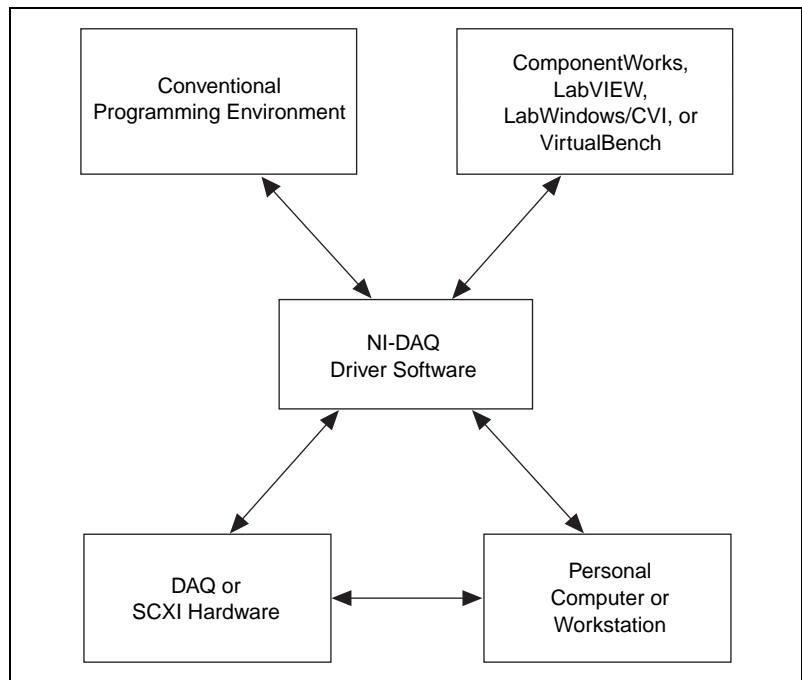 Conventional
Programming Environment
ComponentWorks,
LabVIEW,
LabWindows/CVI, or
VirtualBench
NI-DAQ
Driver Software
DAQ or
SCXI Hardware
Personal
Computer or
Workstation